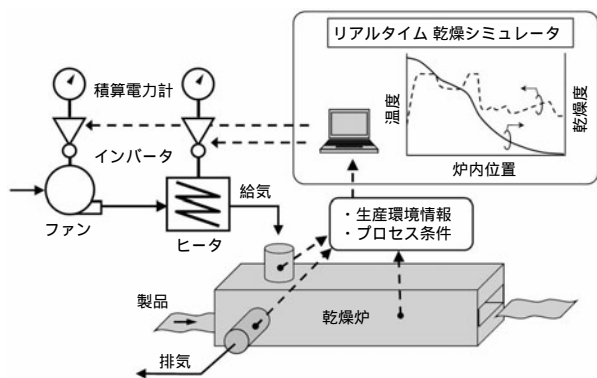 リアルタイム 乾燥シミュレータ
積算電力計
温度
乾燥度
炉内位置
インバータ
給気
・生産環境情報
・プロセス条件
ファン
ヒータ
製品
乾燥炉
排気